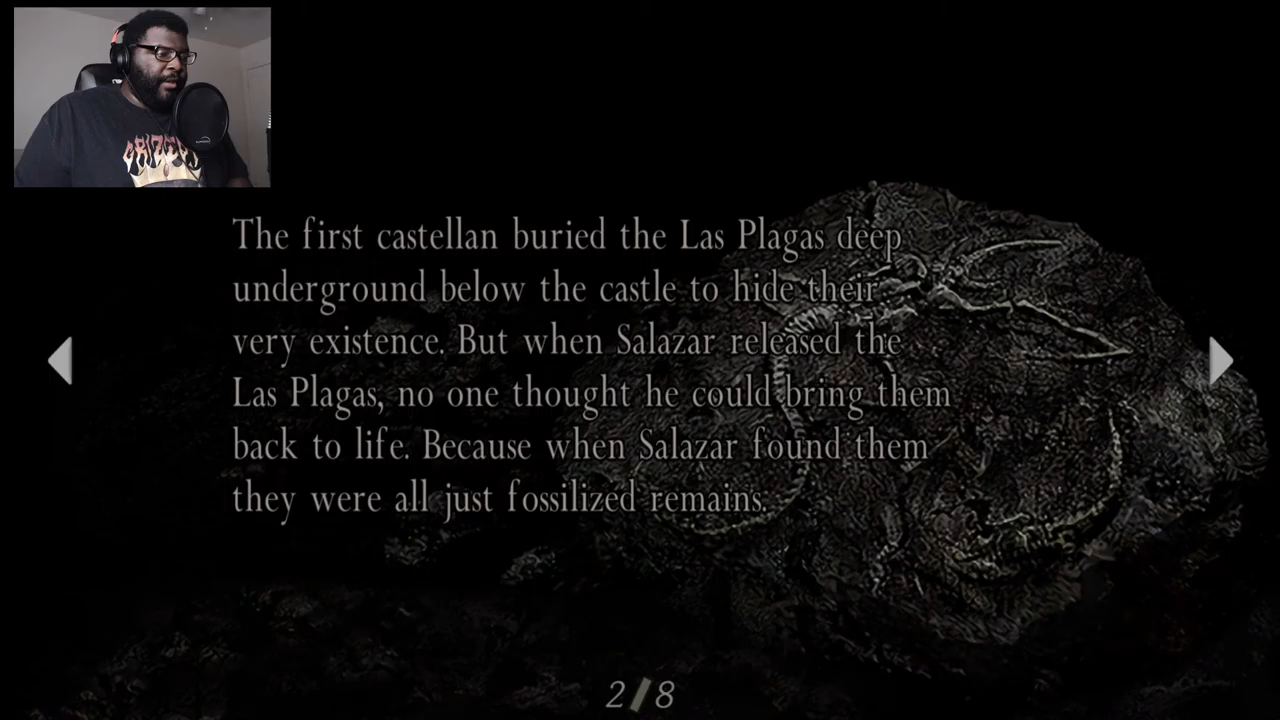 The first castellan buried the Las Plagas deep
underground below the castle to hide their
very existence. But when Salazar released the
Las Plagas, no one thought he could bring them
back to life. Because when Salazar found them
they were all just fossilized remains.
2/8